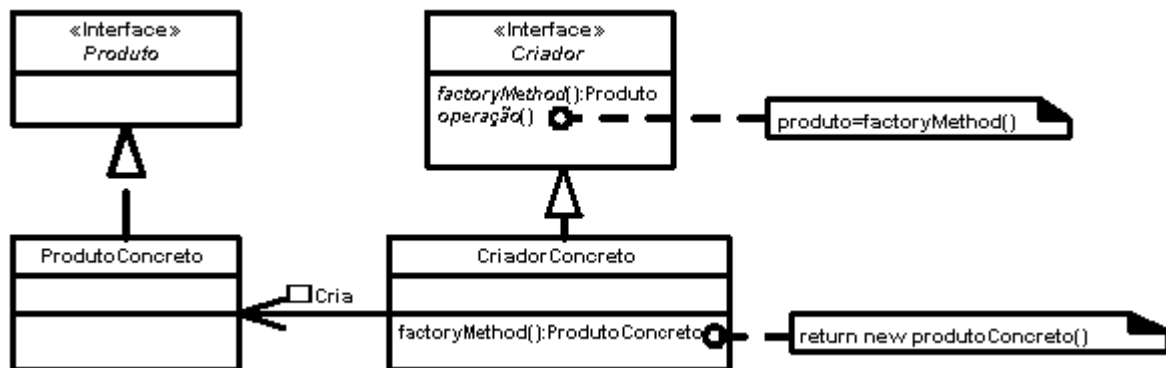 «Interface»
Produto
«Interface»
Criador
factoryMethod():Produto
operação()
produto=factoryMethod()
ProdutoConcreto
CriadorConcreto
Cria
factoryMethod():ProdutoConcreto
return new produtoConcreto()